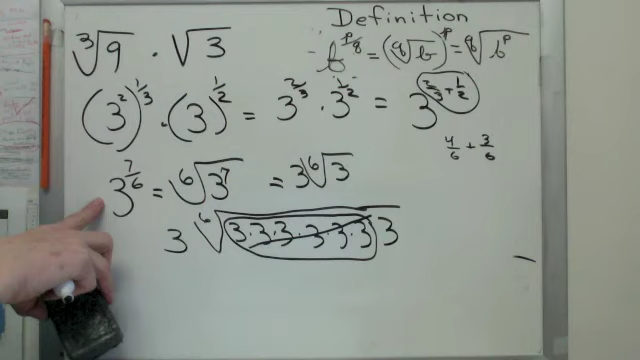 Definition
∛9 · √3
b^(p/q) = (ᑫ√b)^p = ᑫ√(b^p)
(3²)^(1/3) · (3)^(1/2) = 3^(2/3) · 3^(1/2) = 3^(2/3 + 1/2)
4/6 + 3/6
3^(7/6) = ⁶√(3⁷) = 3 ⁶√3
3 ⁶√(3·3·3·3·3·3 3)